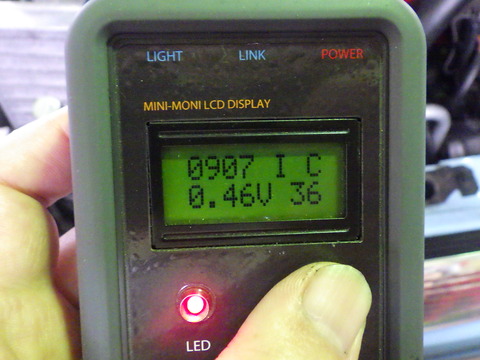 LIGHT LINK POWER
MINI-MONI LCD DISPLAY
0907 I C
0.46V 36
LED